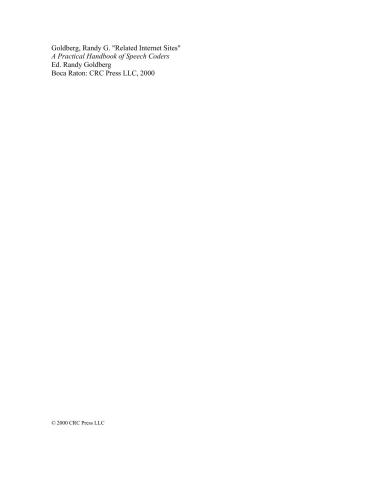 Goldberg, Randy G. "Related Internet Sites"
A Practical Handbook of Speech Coders
Ed. Randy Goldberg
Boca Raton: CRC Press LLC, 2000
© 2000 CRC Press LLC